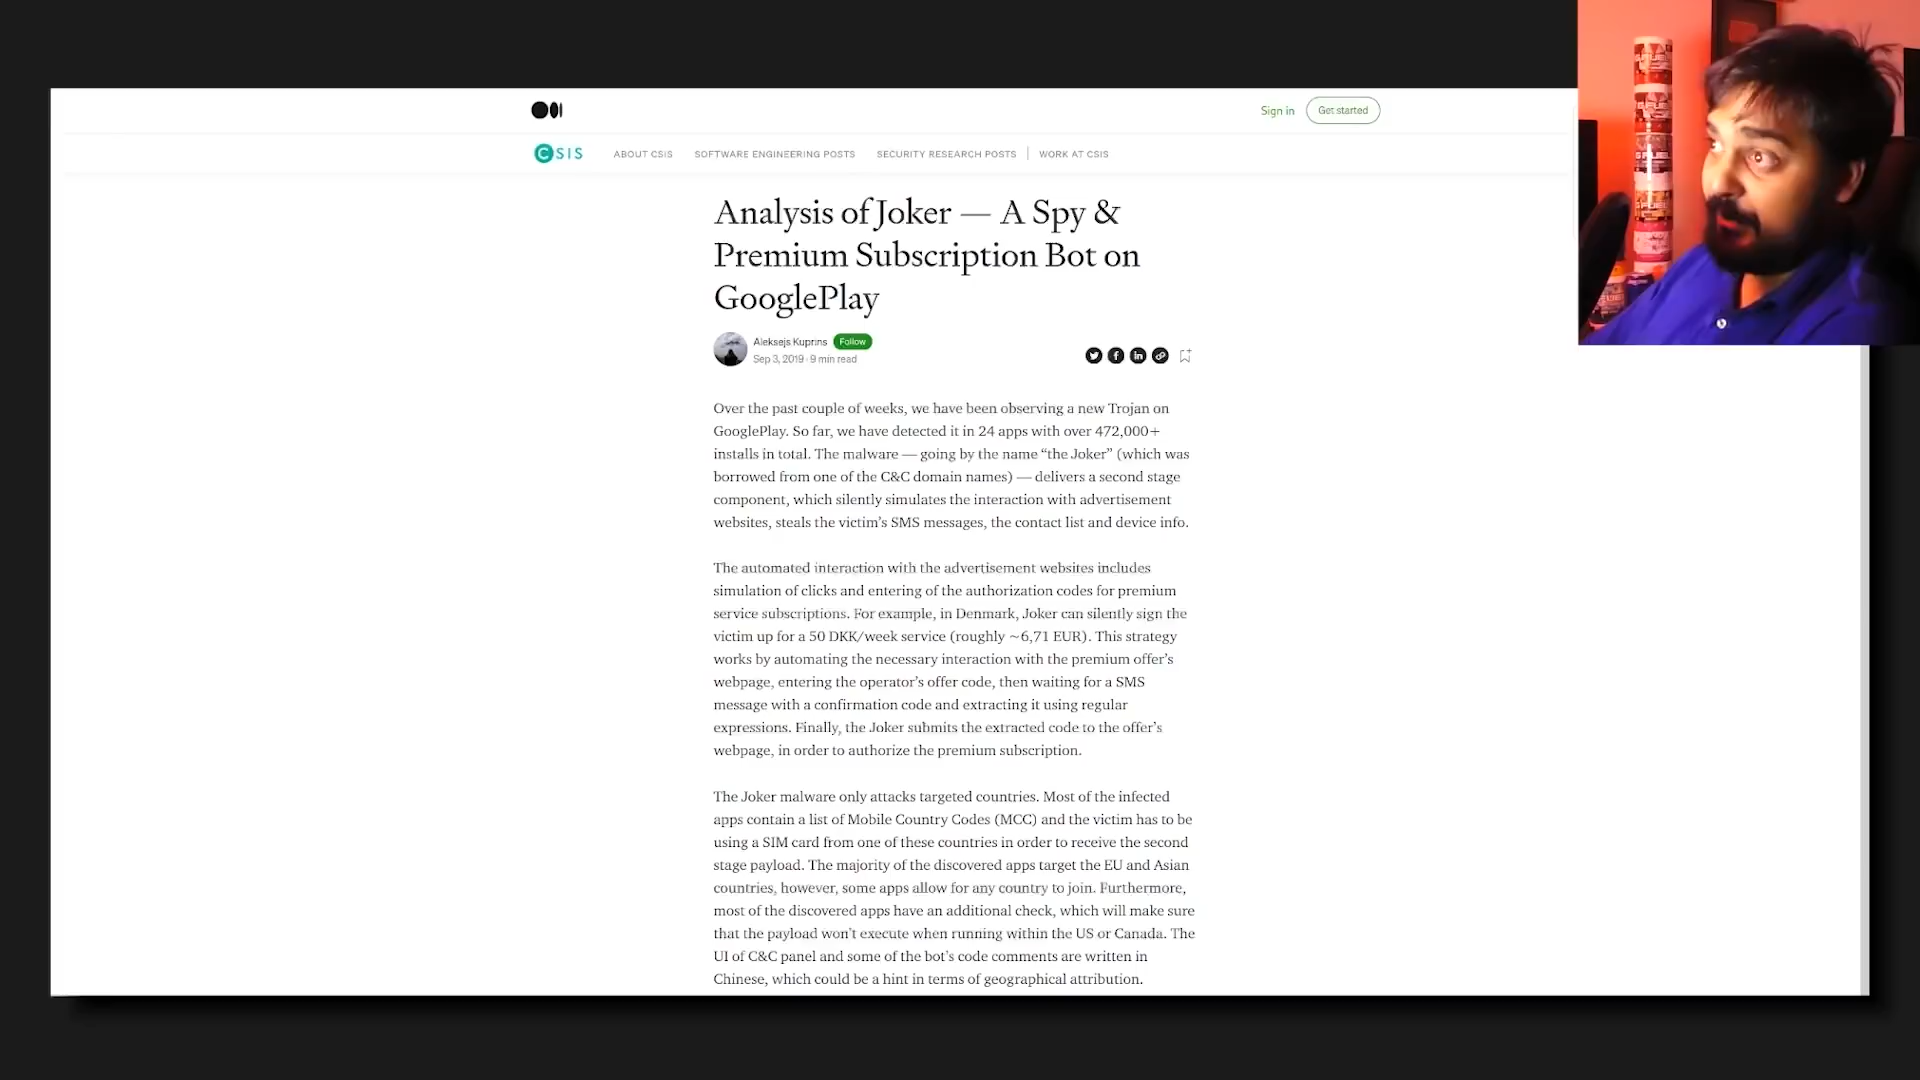 Sign in
Get started
CSIS
ABOUT CSIS
SOFTWARE ENGINEERING POSTS
SECURITY RESEARCH POSTS
WORK AT CSIS
Analysis of Joker — A Spy &
Premium Subscription Bot on
GooglePlay
Aleksejs Kuprins
Follow
Sep 3, 2019 · 9 min read
Over the past couple of weeks, we have been observing a new Trojan on
GooglePlay. So far, we have detected it in 24 apps with over 472,000+
installs in total. The malware — going by the name “the Joker” (which was
borrowed from one of the C&C domain names) — delivers a second stage
component, which silently simulates the interaction with advertisement
websites, steals the victim’s SMS messages, the contact list and device info.
The automated interaction with the advertisement websites includes
simulation of clicks and entering of the authorization codes for premium
service subscriptions. For example, in Denmark, Joker can silently sign the
victim up for a 50 DKK/week service (roughly ~6,71 EUR). This strategy
works by automating the necessary interaction with the premium offer’s
webpage, entering the operator’s offer code, then waiting for a SMS
message with a confirmation code and extracting it using regular
expressions. Finally, the Joker submits the extracted code to the offer’s
webpage, in order to authorize the premium subscription.
The Joker malware only attacks targeted countries. Most of the infected
apps contain a list of Mobile Country Codes (MCC) and the victim has to be
using a SIM card from one of these countries in order to receive the second
stage payload. The majority of the discovered apps target the EU and Asian
countries, however, some apps allow for any country to join. Furthermore,
most of the discovered apps have an additional check, which will make sure
that the payload won’t execute when running within the US or Canada. The
UI of C&C panel and some of the bot’s code comments are written in
Chinese, which could be a hint in terms of geographical attribution.